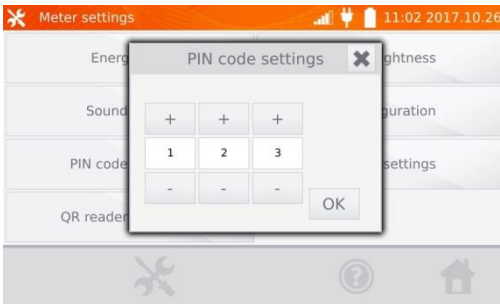 Meter settings
11:02 2017.10.26
Energ
PIN code settings
ghtness
Sound
guration
+ + +
1 2 3
- - -
PIN code
settings
OK
QR reader